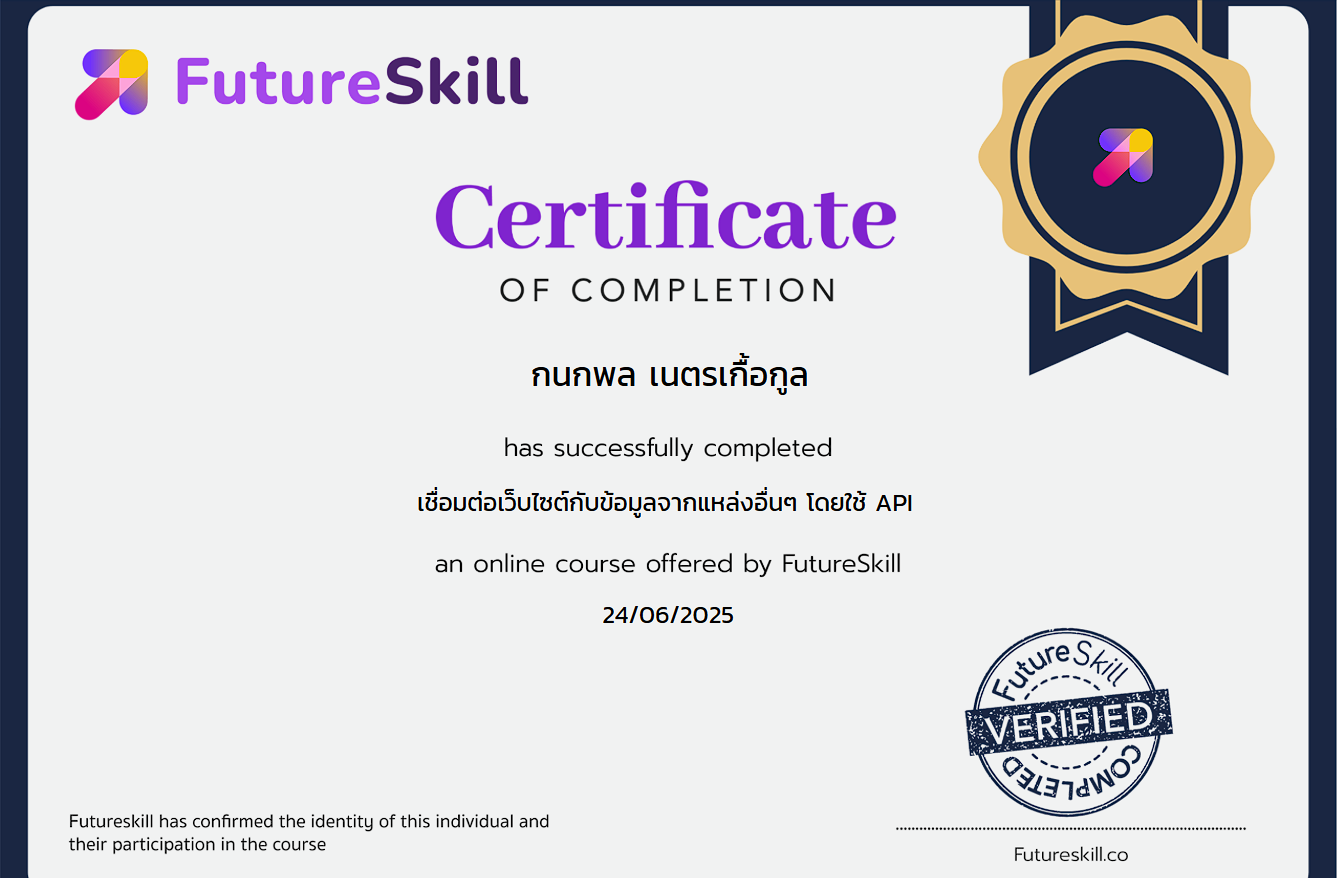 FutureSkill
Certificate
OF COMPLETION
กนกพล เนตรเกื้อกูล
has successfully completed
เชื่อมต่อเว็บไซต์กับข้อมูลจากแหล่งอื่นๆ โดยใช้ API
an online course offered by FutureSkill
24/06/2025
FutureSkill
VERIFIED
COMPLETED
Futureskill has confirmed the identity of this individual and
their participation in the course
Futureskill.co